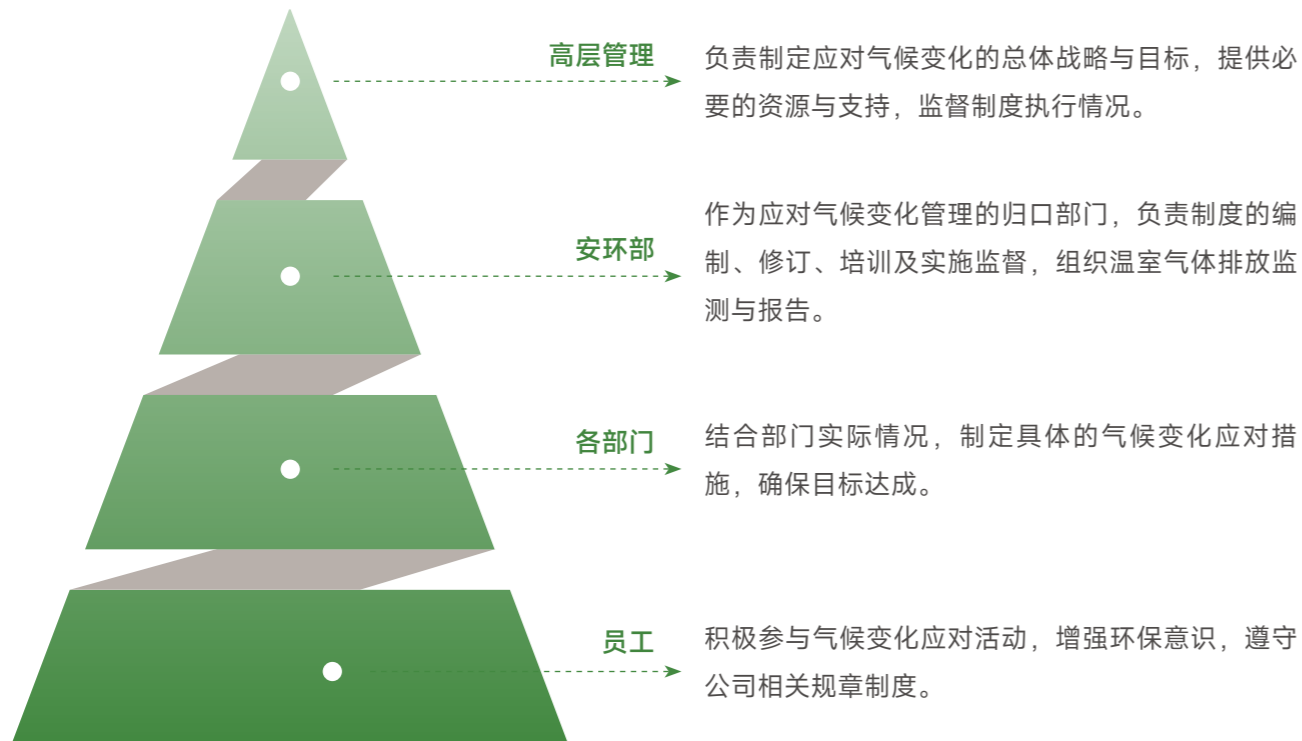 高层管理
负责制定应对气候变化的总体战略与目标，提供必
要的资源与支持，监督制度执行情况。
安环部
作为应对气候变化管理的归口部门，负责制度的编
制、修订、培训及实施监督，组织温室气体排放监
测与报告。
各部门
结合部门实际情况，制定具体的气候变化应对措
施，确保目标达成。
员工
积极参与气候变化应对活动，增强环保意识，遵守
公司相关规章制度。